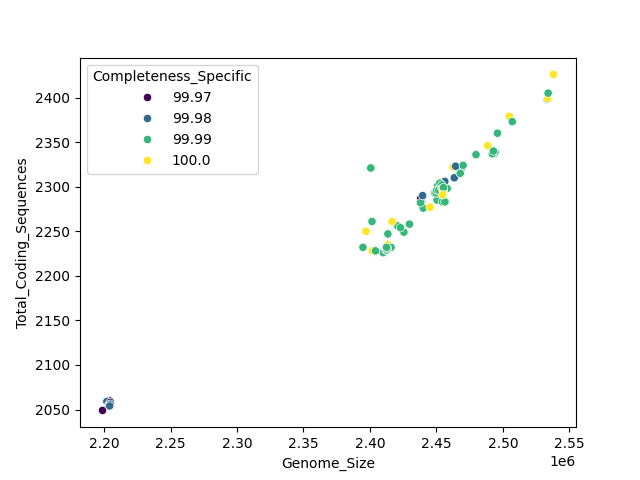 Completeness_Specific
99.97
99.98
99.99
100.0
Total_Coding_Sequences
2400
2350
2300
2250
2200
2150
2100
2050
2.20 2.25 2.30 2.35 2.40 2.45 2.50 2.55
1e6
Genome_Size